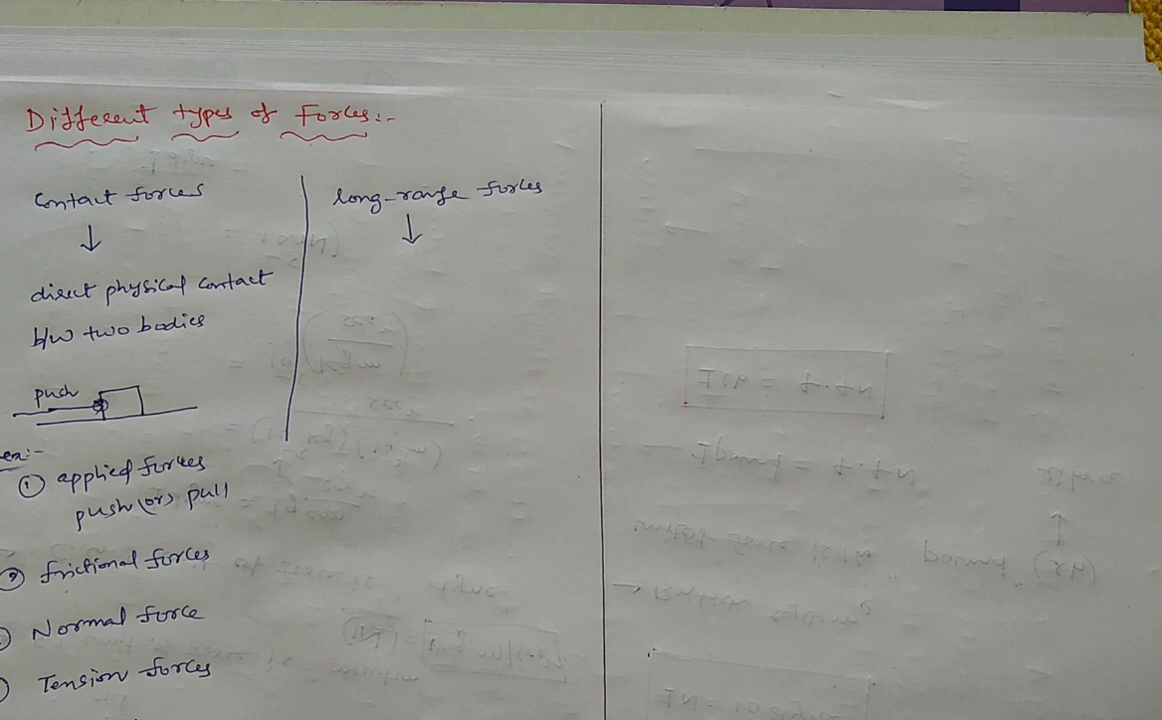 Different types of Forces:-
Contact forces
↓
direct physical contact
b/w two bodies
push
ex:-
① applied forces
push (or) pull
② frictional forces
Normal force
Tension forces
long-range forces
↓